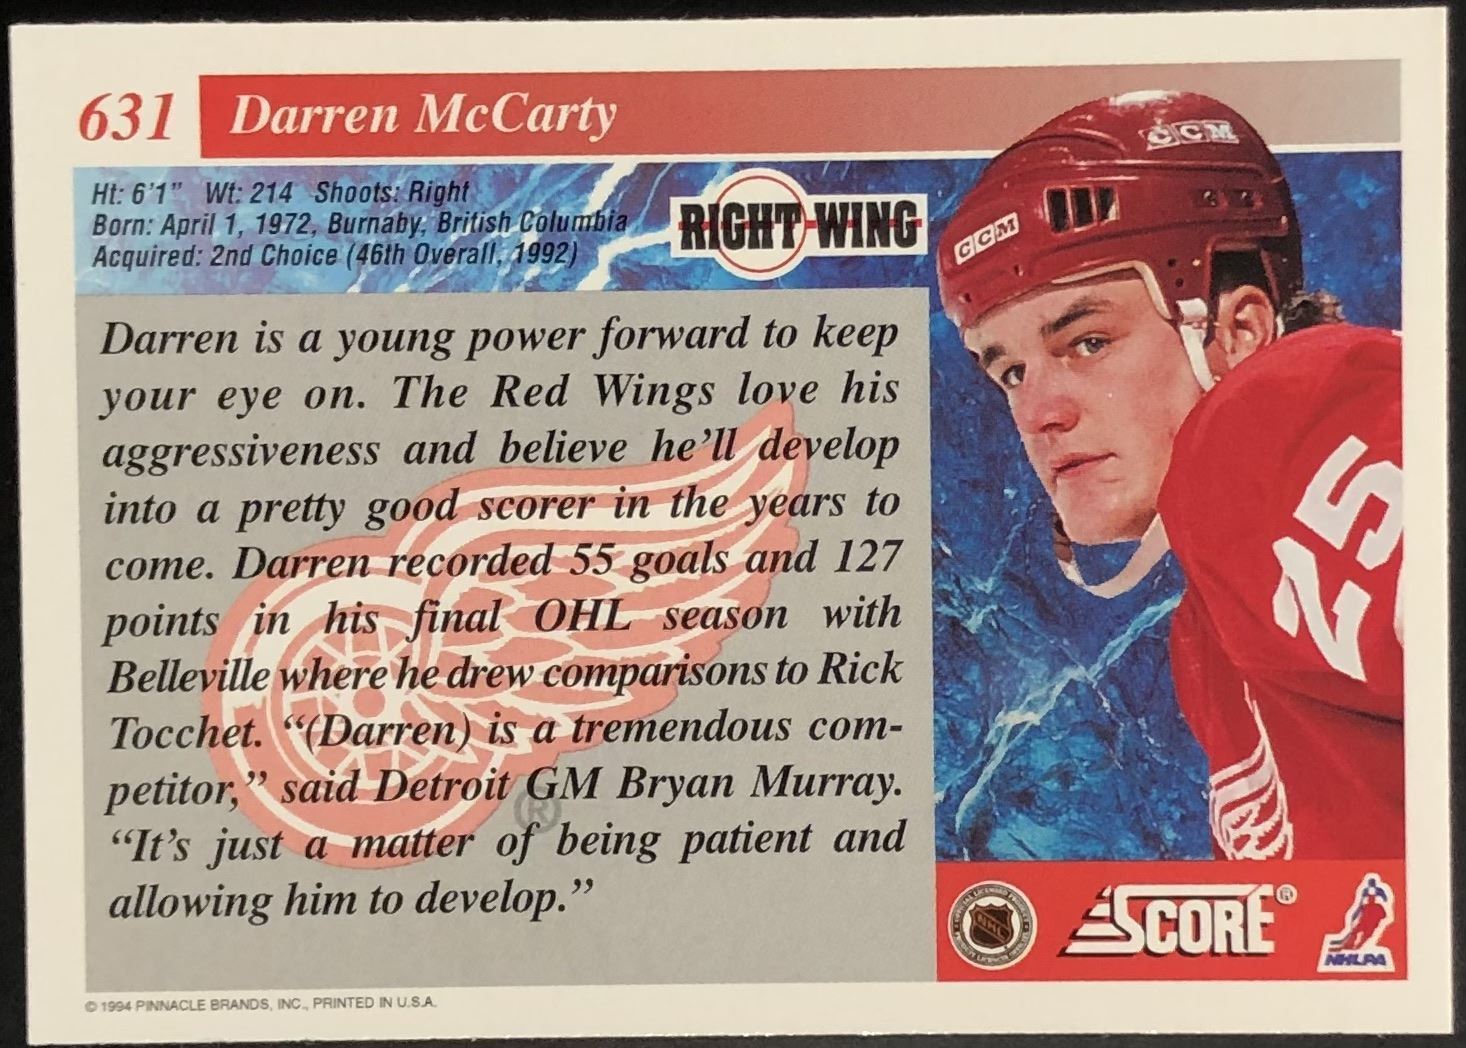 631 Darren McCarty
Ht: 6'1” Wt: 214 Shoots: Right
Born: April 1, 1972, Burnaby, British Columbia
Acquired: 2nd Choice (46th Overall, 1992)
RIGHT WING
CCM
CCM
25
Darren is a young power forward to keep
your eye on. The Red Wings love his
aggressiveness and believe he’ll develop
into a pretty good scorer in the years to
come. Darren recorded 55 goals and 127
points in his final OHL season with
Belleville where he drew comparisons to Rick
Tocchet. “(Darren) is a tremendous com-
petitor,” said Detroit GM Bryan Murray.
“It’s just a matter of being patient and
allowing him to develop.”
®
NHL
SCORE®
NHLPA
© 1994 PINNACLE BRANDS, INC., PRINTED IN U.S.A.